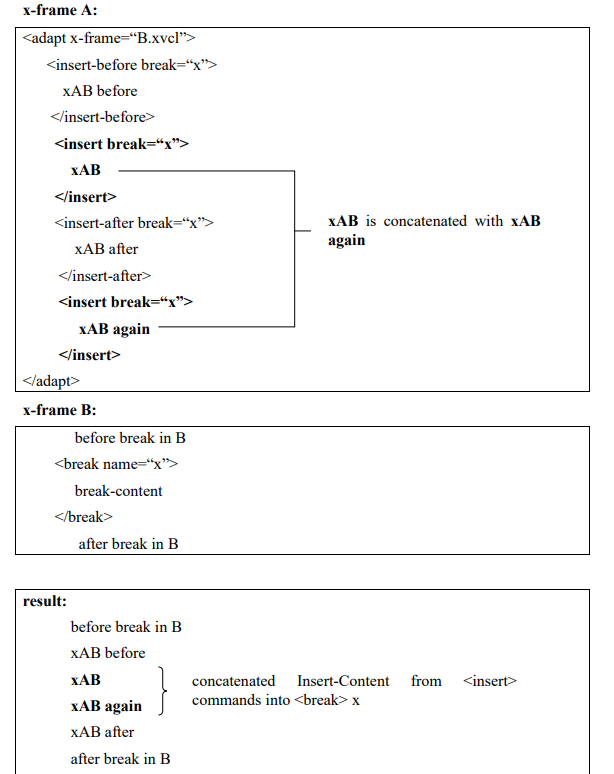 x-frame A:
<adapt x-frame=“B.xvcl”>
<insert-before break=“x”>
xAB before
</insert-before>
<insert break=“x”>
xAB
</insert>
<insert-after break=“x”>
xAB is concatenated with xAB
again
xAB after
</insert-after>
<insert break=“x”>
xAB again
</insert>
</adapt>
x-frame B:
before break in B
<break name=“x”>
break-content
</break>
after break in B
result:
before break in B
xAB before
xAB
concatenated Insert-Content from <insert>
commands into <break> x
xAB again
xAB after
after break in B